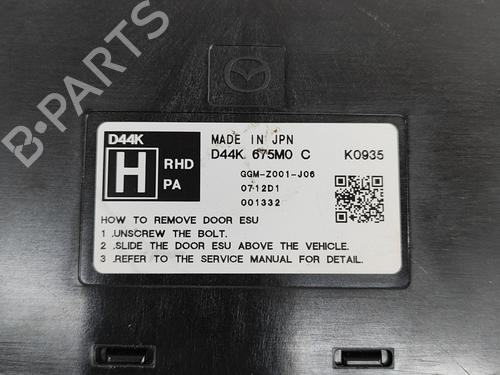 B-PARTS
D44K
H
RHD
PA
MADE IN JPN
D44K 675M0 C K0935
GGM-Z001-J06
0712D1
001332
HOW TO REMOVE DOOR ESU
1 .UNSCREW THE BOLT.
2 .SLIDE THE DOOR ESU ABOVE THE VEHICLE.
3 .REFER TO THE SERVICE MANUAL FOR DETAIL.